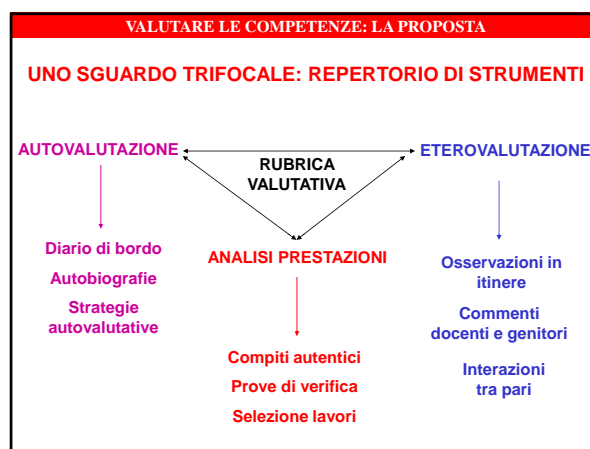 VALUTARE LE COMPETENZE: LA PROPOSTA
UNO SGUARDO TRIFOCALE: REPERTORIO DI STRUMENTI
AUTOVALUTAZIONE
RUBRICA
VALUTATIVA
ETEROVALUTAZIONE
Diario di bordo
Autobiografie
Strategie
autovalutative
ANALISI PRESTAZIONI
Compiti autentici
Prove di verifica
Selezione lavori
Osservazioni in
itinere
Commenti
docenti e genitori
Interazioni
tra pari